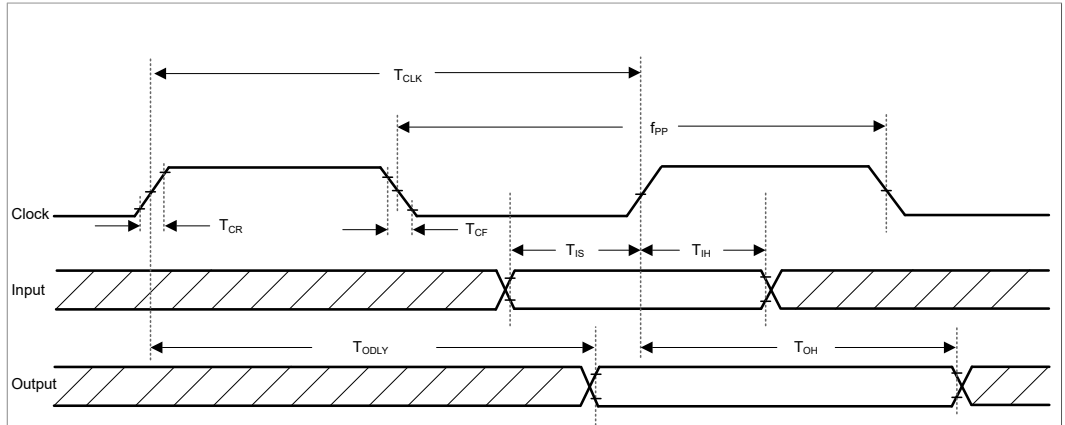 TCLK
fPP
Clock
TCR
TCF
TIS
TIH
Input
TODLY
TOH
Output